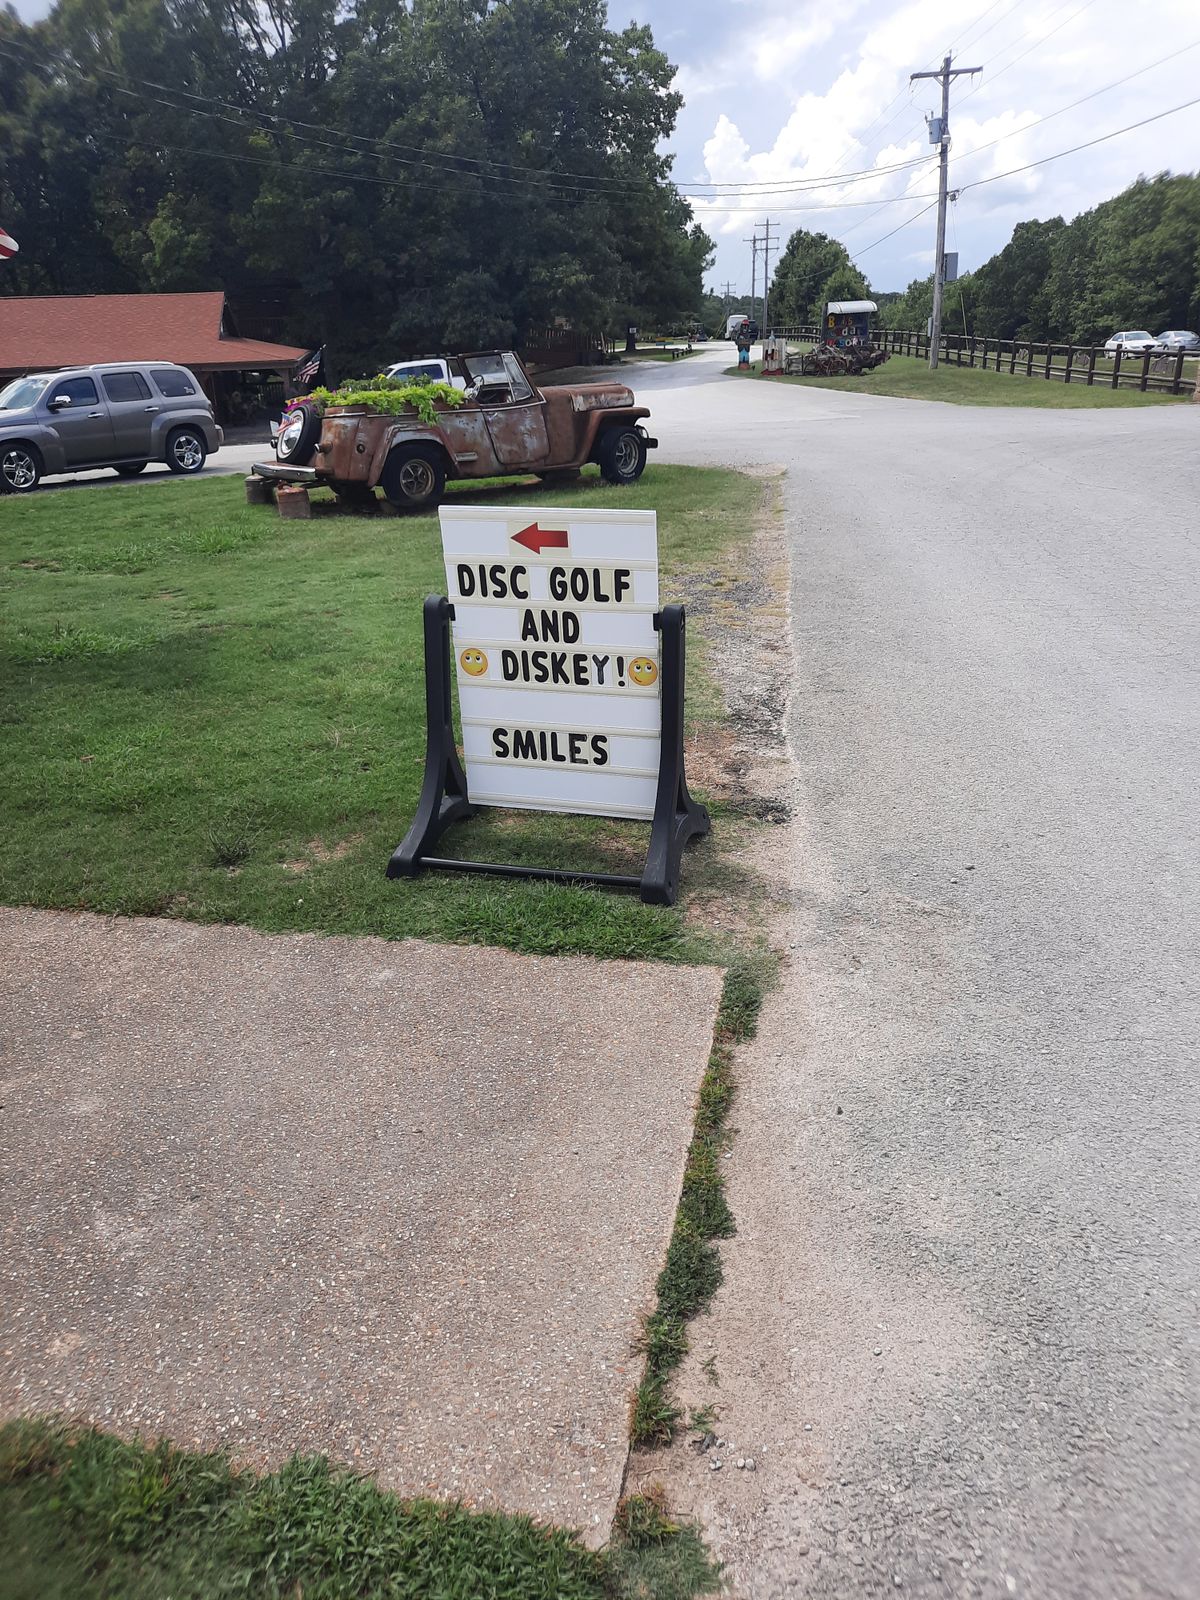 DISC GOLF
AND
DISKEY!
SMILES